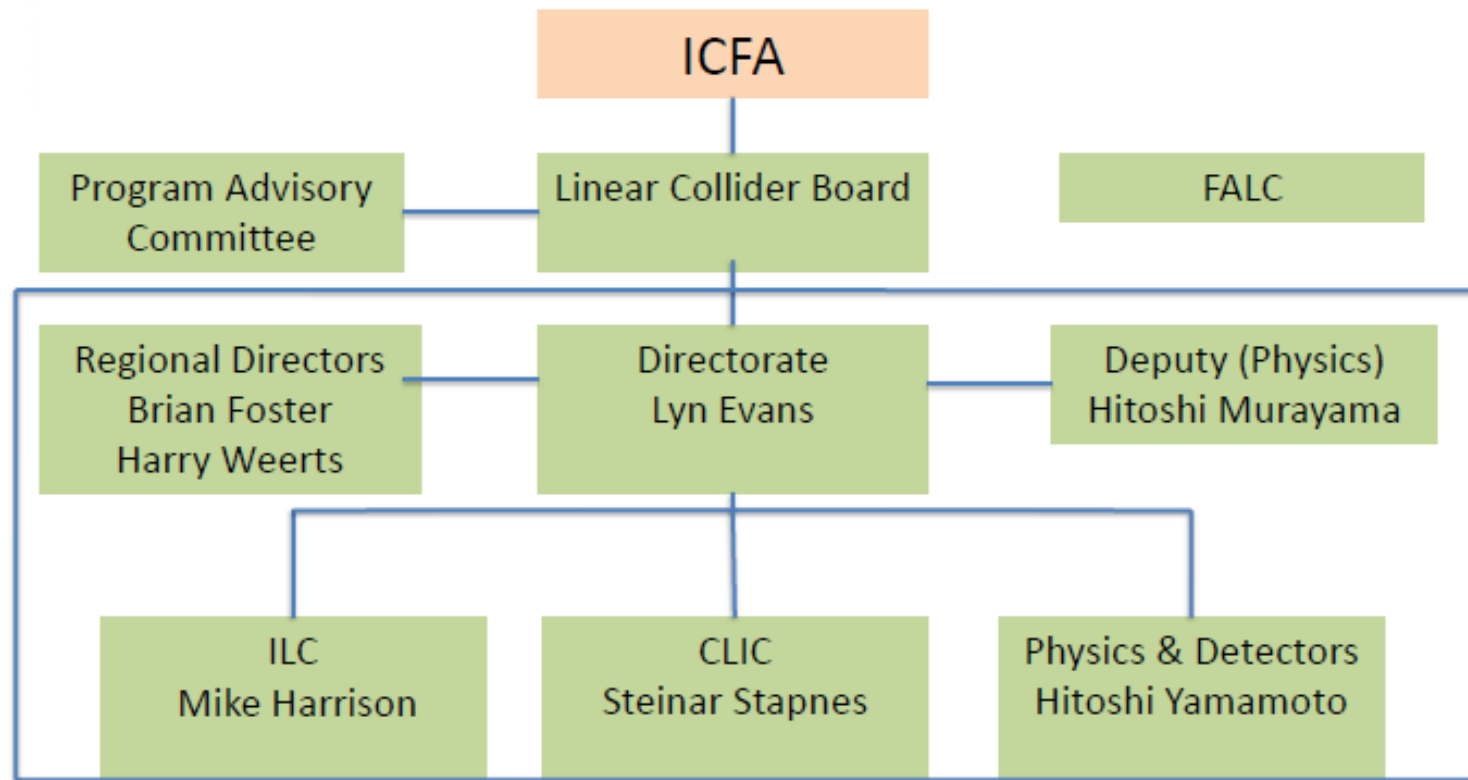 ICFA
Program Advisory
Committee
Linear Collider Board
FALC
Regional Directors
Brian Foster
Harry Weerts
Directorate
Lyn Evans
Deputy (Physics)
Hitoshi Murayama
ILC
Mike Harrison
CLIC
Steinar Stapnes
Physics & Detectors
Hitoshi Yamamoto